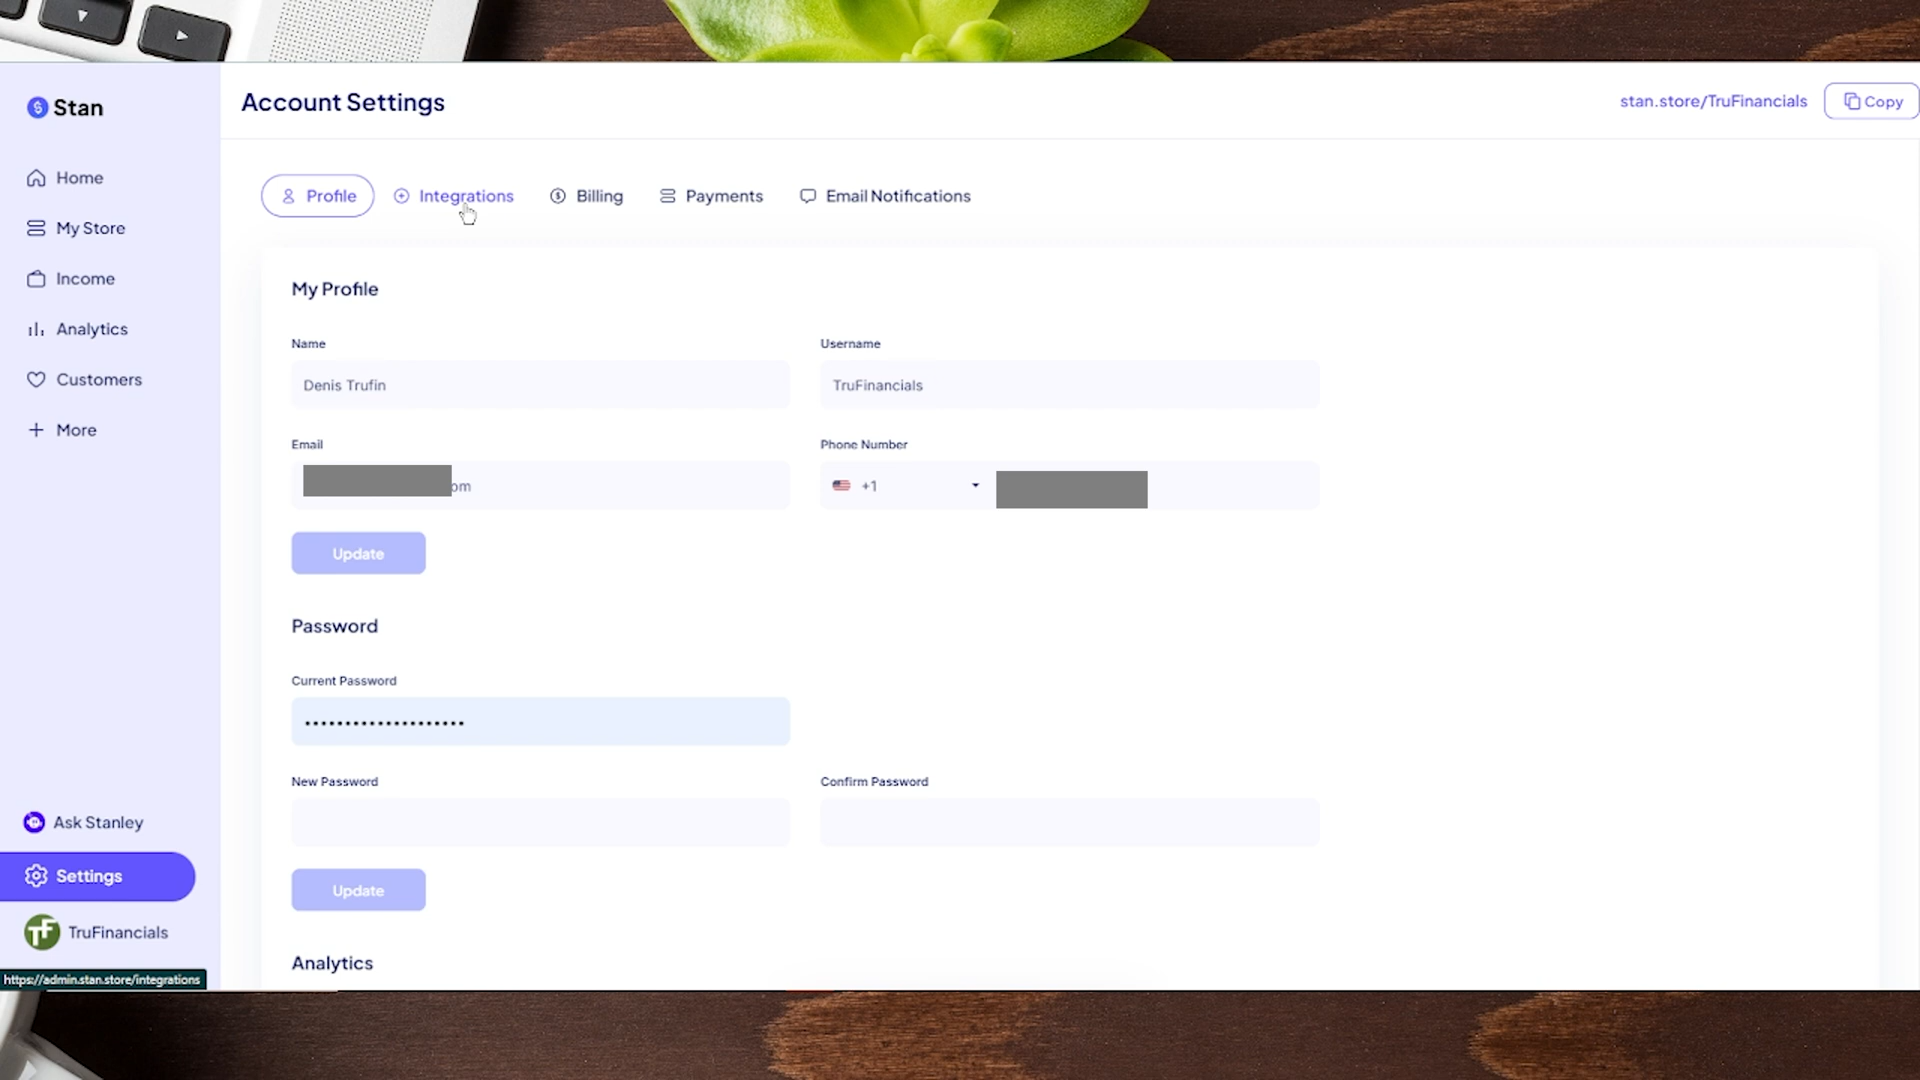 Stan
Account Settings
stan.store/TruFinancials
Copy
Home
My Store
Income
Analytics
Customers
More
Profile
Integrations
Billing
Payments
Email Notifications
My Profile
Name
Username
Denis Trufin
TruFinancials
Email
Phone Number
om
+1
Update
Password
Current Password
••••••••••••••••••••
New Password
Confirm Password
Update
Analytics
Ask Stanley
Settings
TF
TruFinancials
https://admin.stan.store/integrations